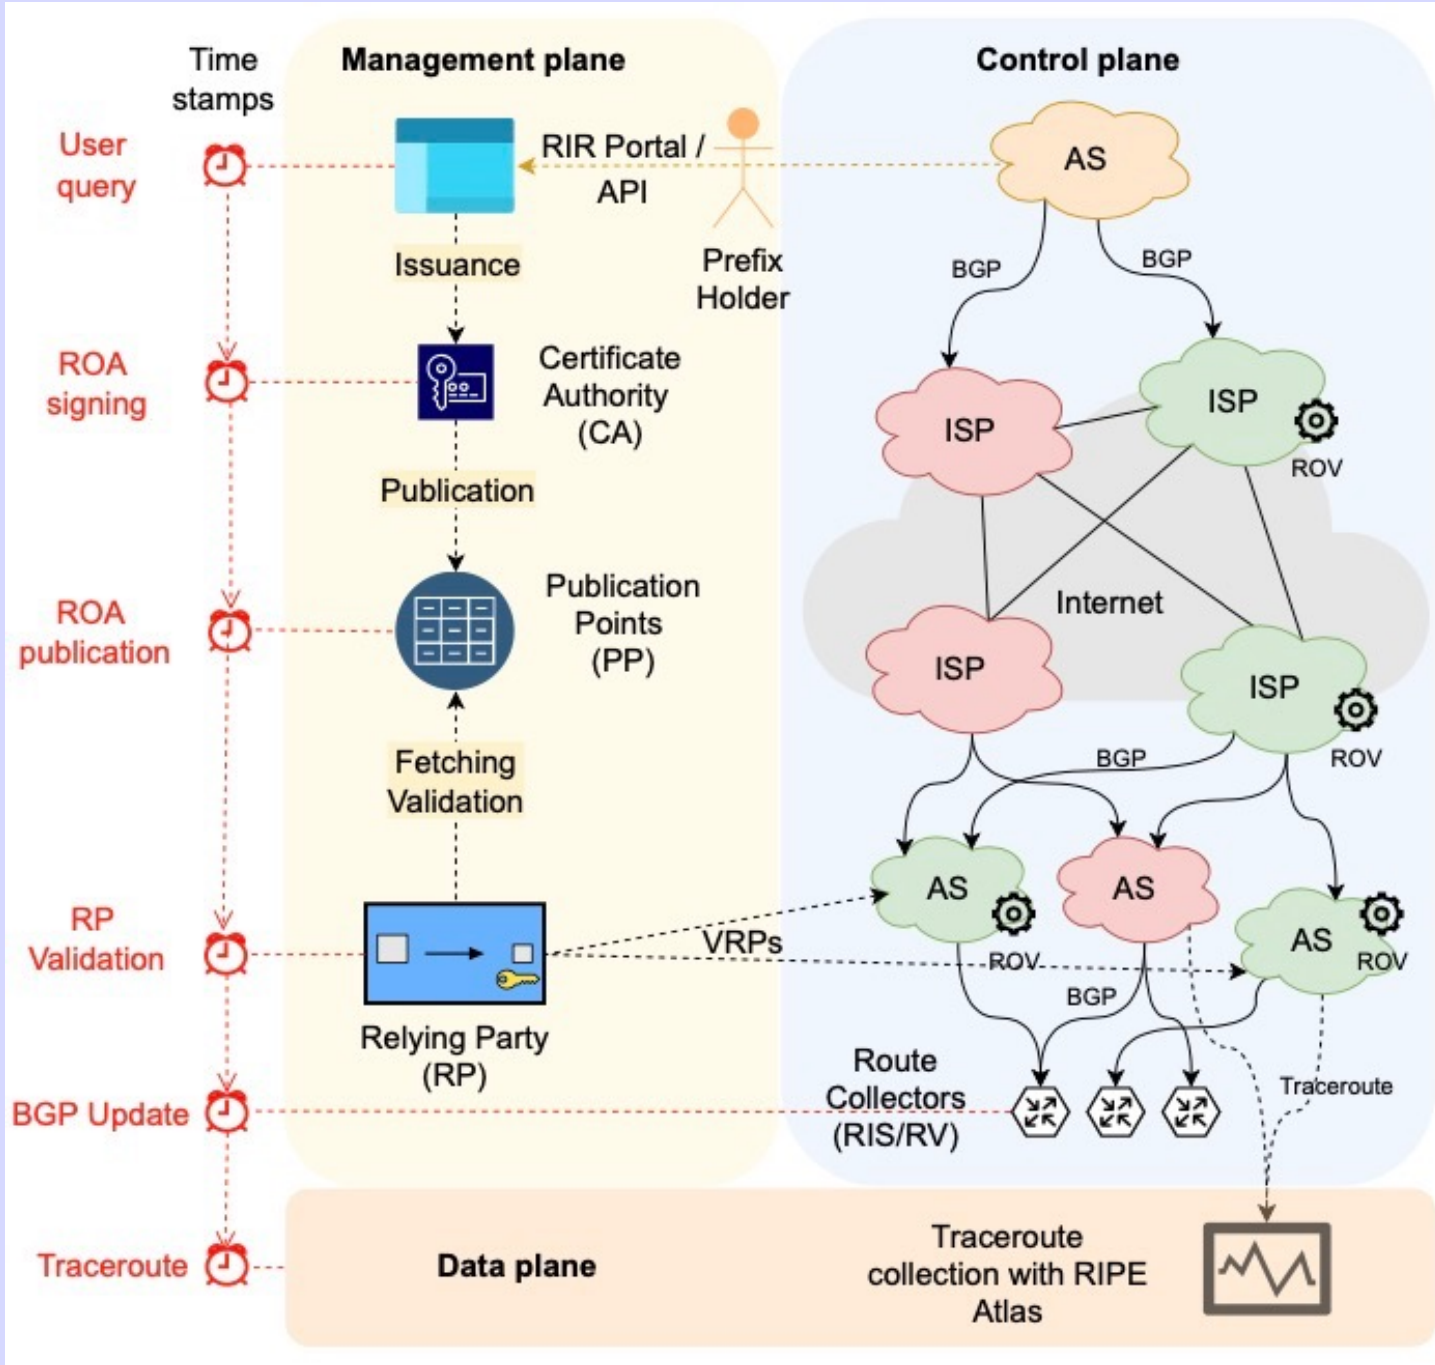 Time
stamps
Management plane
Control plane
User
query
RIR Portal /
API
AS
Prefix
Holder
Issuance
BGP
BGP
ROA
signing
Certificate
Authority
(CA)
ISP
ISP
ROV
Publication
ROA
publication
Publication
Points
(PP)
Internet
ISP
ISP
ROV
Fetching
Validation
BGP
RP
Validation
AS
ROV
AS
AS
ROV
VRPs
BGP
Relying Party
(RP)
BGP Update
Route
Collectors
(RIS/RV)
Traceroute
Traceroute
Data plane
Traceroute
collection with RIPE
Atlas